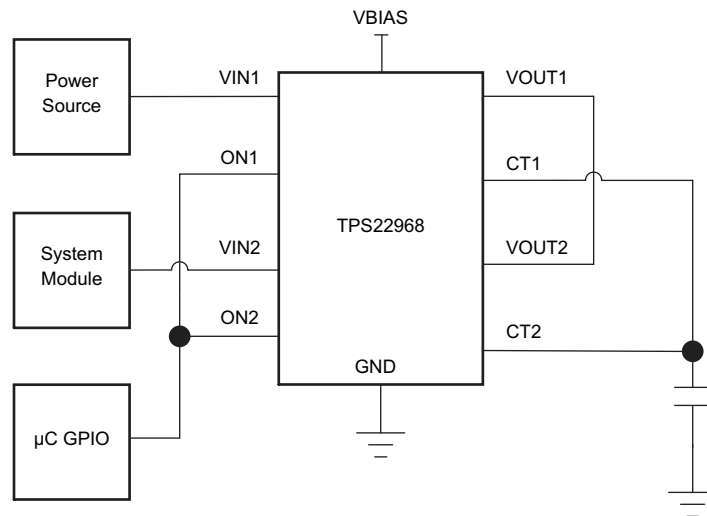 VBIAS
Power
Source
VIN1
VOUT1
ON1
CT1
TPS22968
System
Module
VIN2
VOUT2
ON2
CT2
GND
µC GPIO